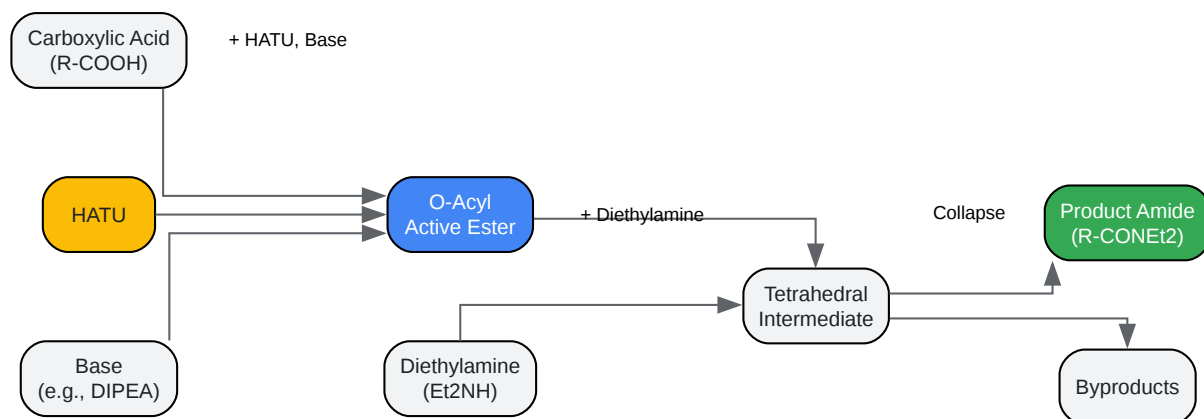 Carboxylic Acid
(R-COOH)
+ HATU, Base
HATU
O-Acyl
Active Ester
+ Diethylamine
Collapse
Product Amide
(R-CONEt2)
Tetrahedral
Intermediate
Base
(e.g., DIPEA)
Diethylamine
(Et2NH)
Byproducts